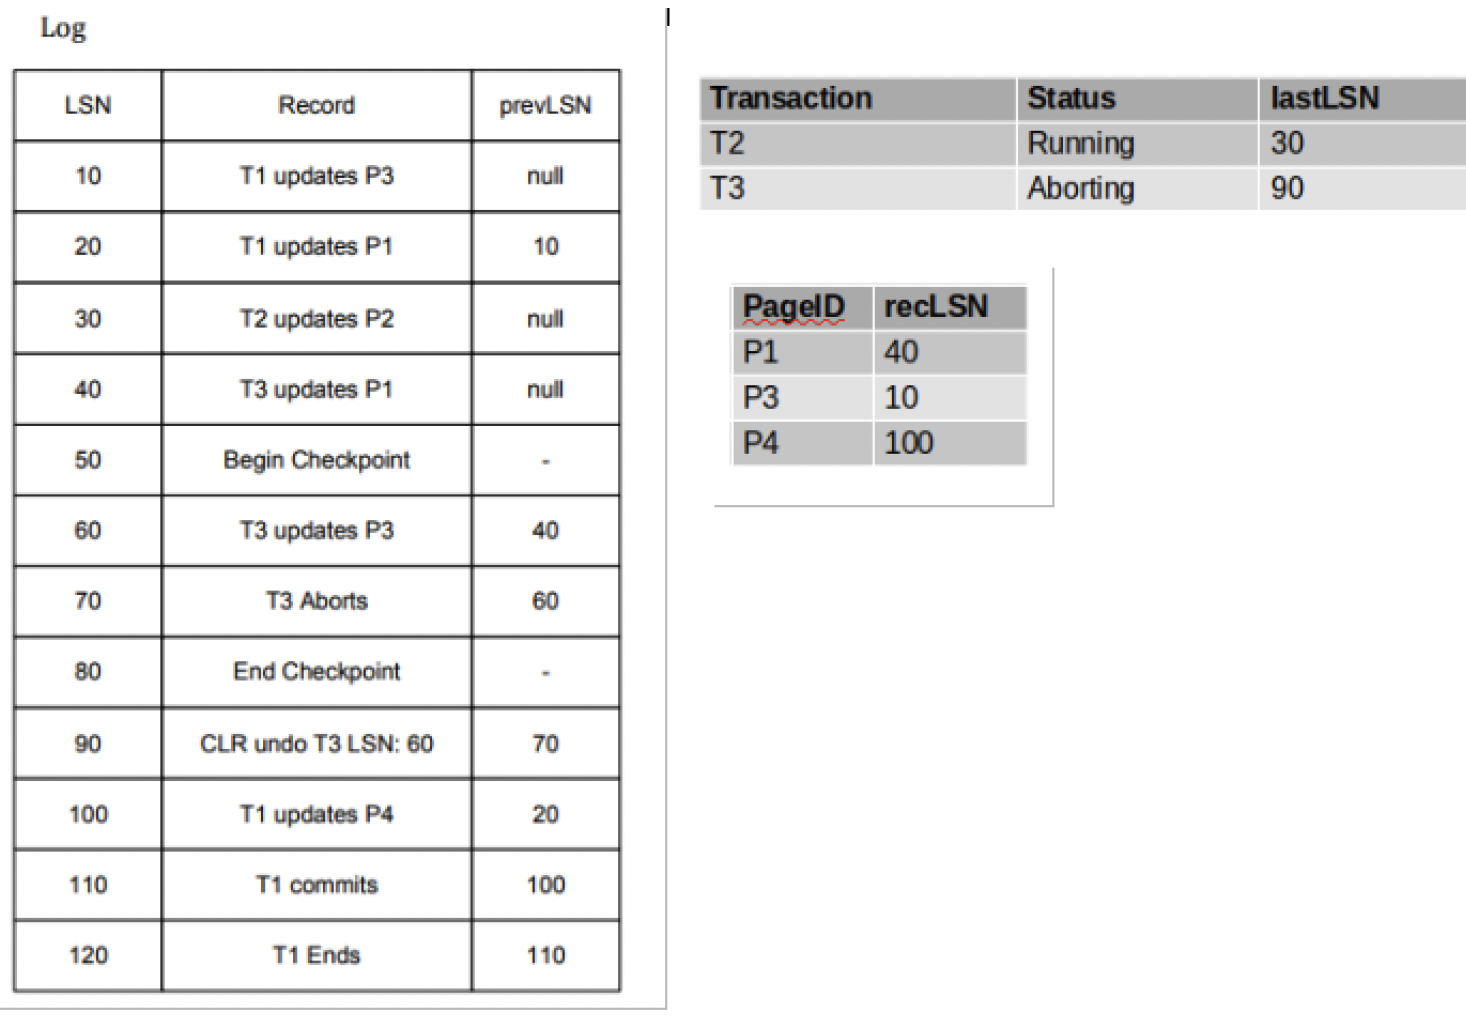 Log
LSN Record prevLSN
10 T1 updates P3 null
20 T1 updates P1 10
30 T2 updates P2 null
40 T3 updates P1 null
50 Begin Checkpoint -
60 T3 updates P3 40
70 T3 Aborts 60
80 End Checkpoint -
90 CLR undo T3 LSN: 60 70
100 T1 updates P4 20
110 T1 commits 100
120 T1 Ends 110
Transaction Status lastLSN
T2 Running 30
T3 Aborting 90
PageID recLSN
P1 40
P3 10
P4 100